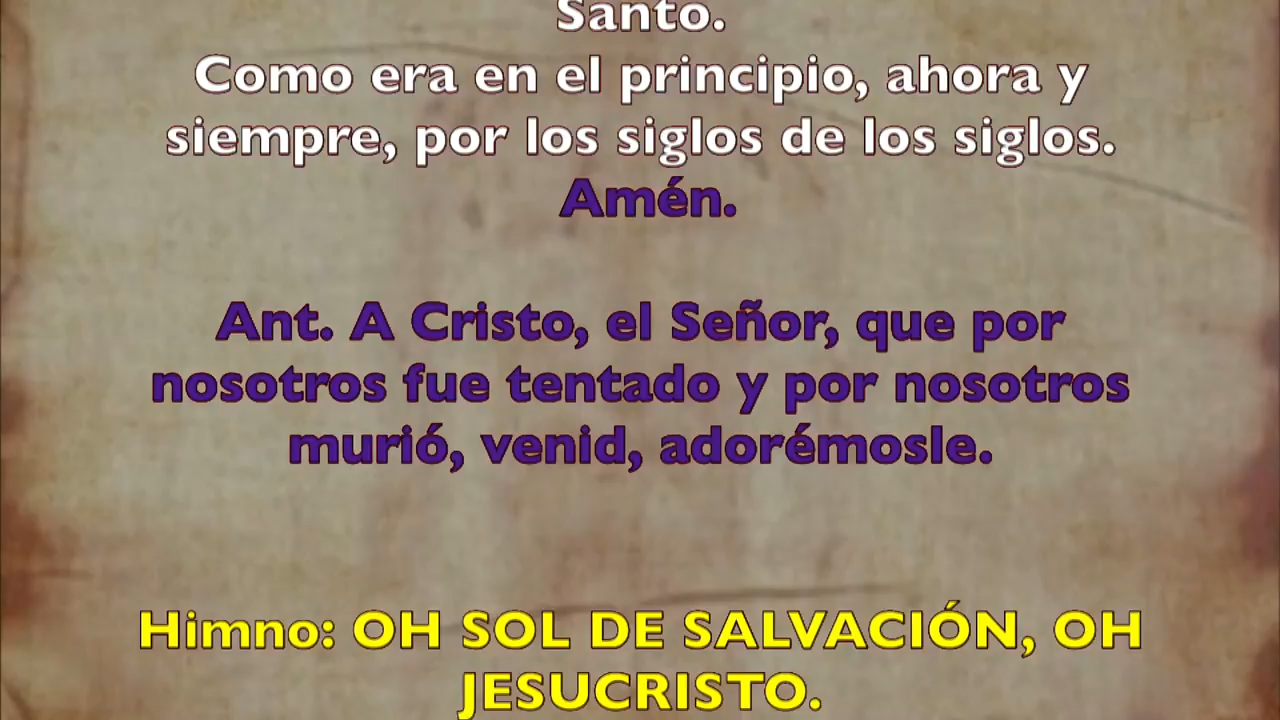 Santo.
Como era en el principio, ahora y
siempre, por los siglos de los siglos.
Amén.
Ant. A Cristo, el Señor, que por
nosotros fue tentado y por nosotros
murió, venid, adorémosle.
Himno: OH SOL DE SALVACIÓN, OH
JESUCRISTO.